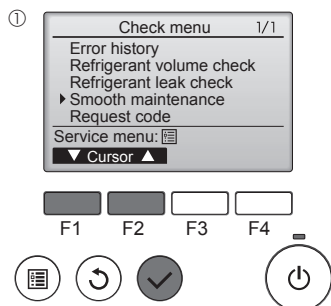 ①
Check menu 1/1
Error history
Refrigerant volume check
Refrigerant leak check
Smooth maintenance
Request code
Service menu:
▼ Cursor ▲
F1 F2 F3 F4